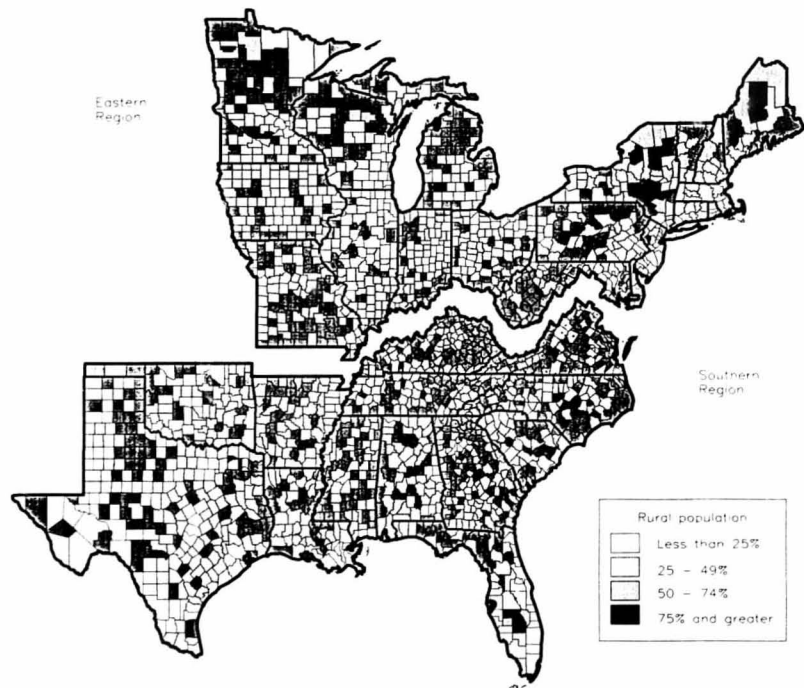 Eastern
Region
Southern
Region
Rural population
Less than 25%
25 - 49%
50 - 74%
75% and greater